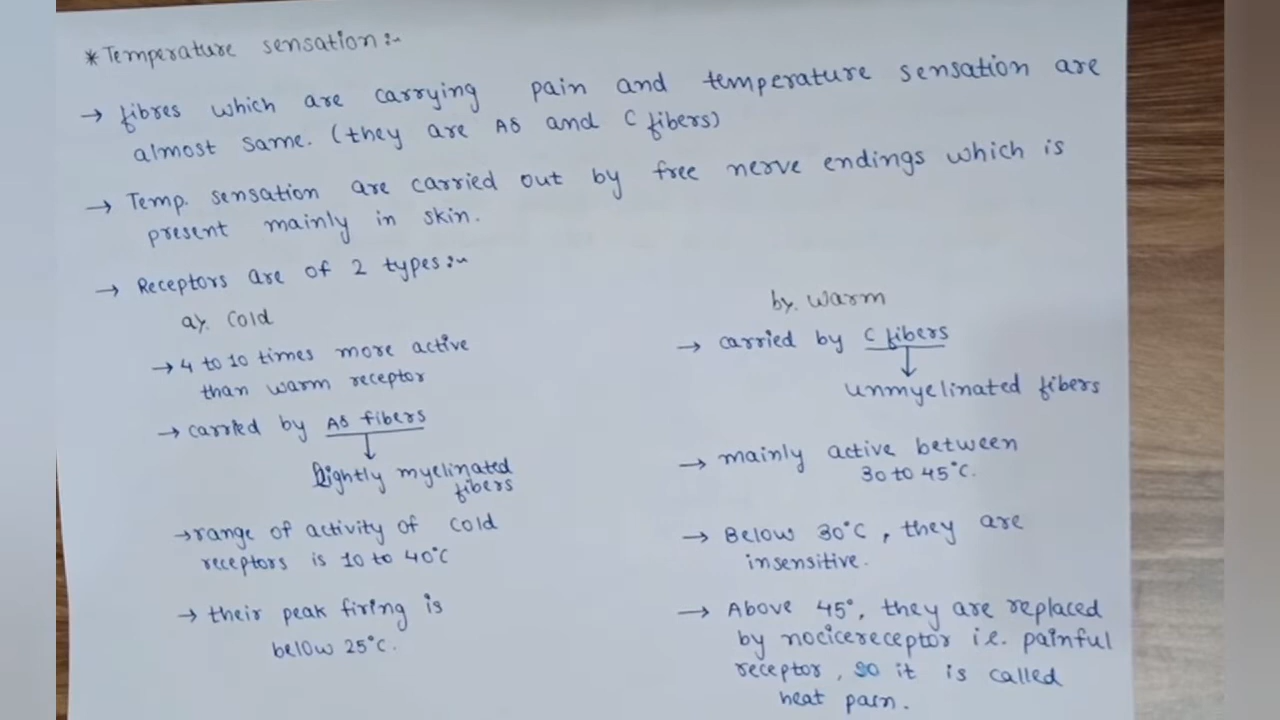 *Temperature sensation:-
→ fibres which are carrying pain and temperature sensation are
almost same. (they are Aδ and C fibers)
→ Temp. sensation are carried out by free nerve endings which is
present mainly in skin.
→ Receptors are of 2 types:-
a). Cold
→ 4 to 10 times more active
than warm receptor
→ carried by Aδ fibers
↓
Lightly myelinated
fibers
→ range of activity of cold
receptors is 10 to 40°C
→ their peak firing is
below 25°C.
b). Warm
→ carried by C fibers
↓
unmyelinated fibers
→ mainly active between
30 to 45°C.
→ Below 30°C, they are
insensitive.
→ Above 45°, they are replaced
by nocicereceptor i.e. painful
receptor, so it is called
heat pain.